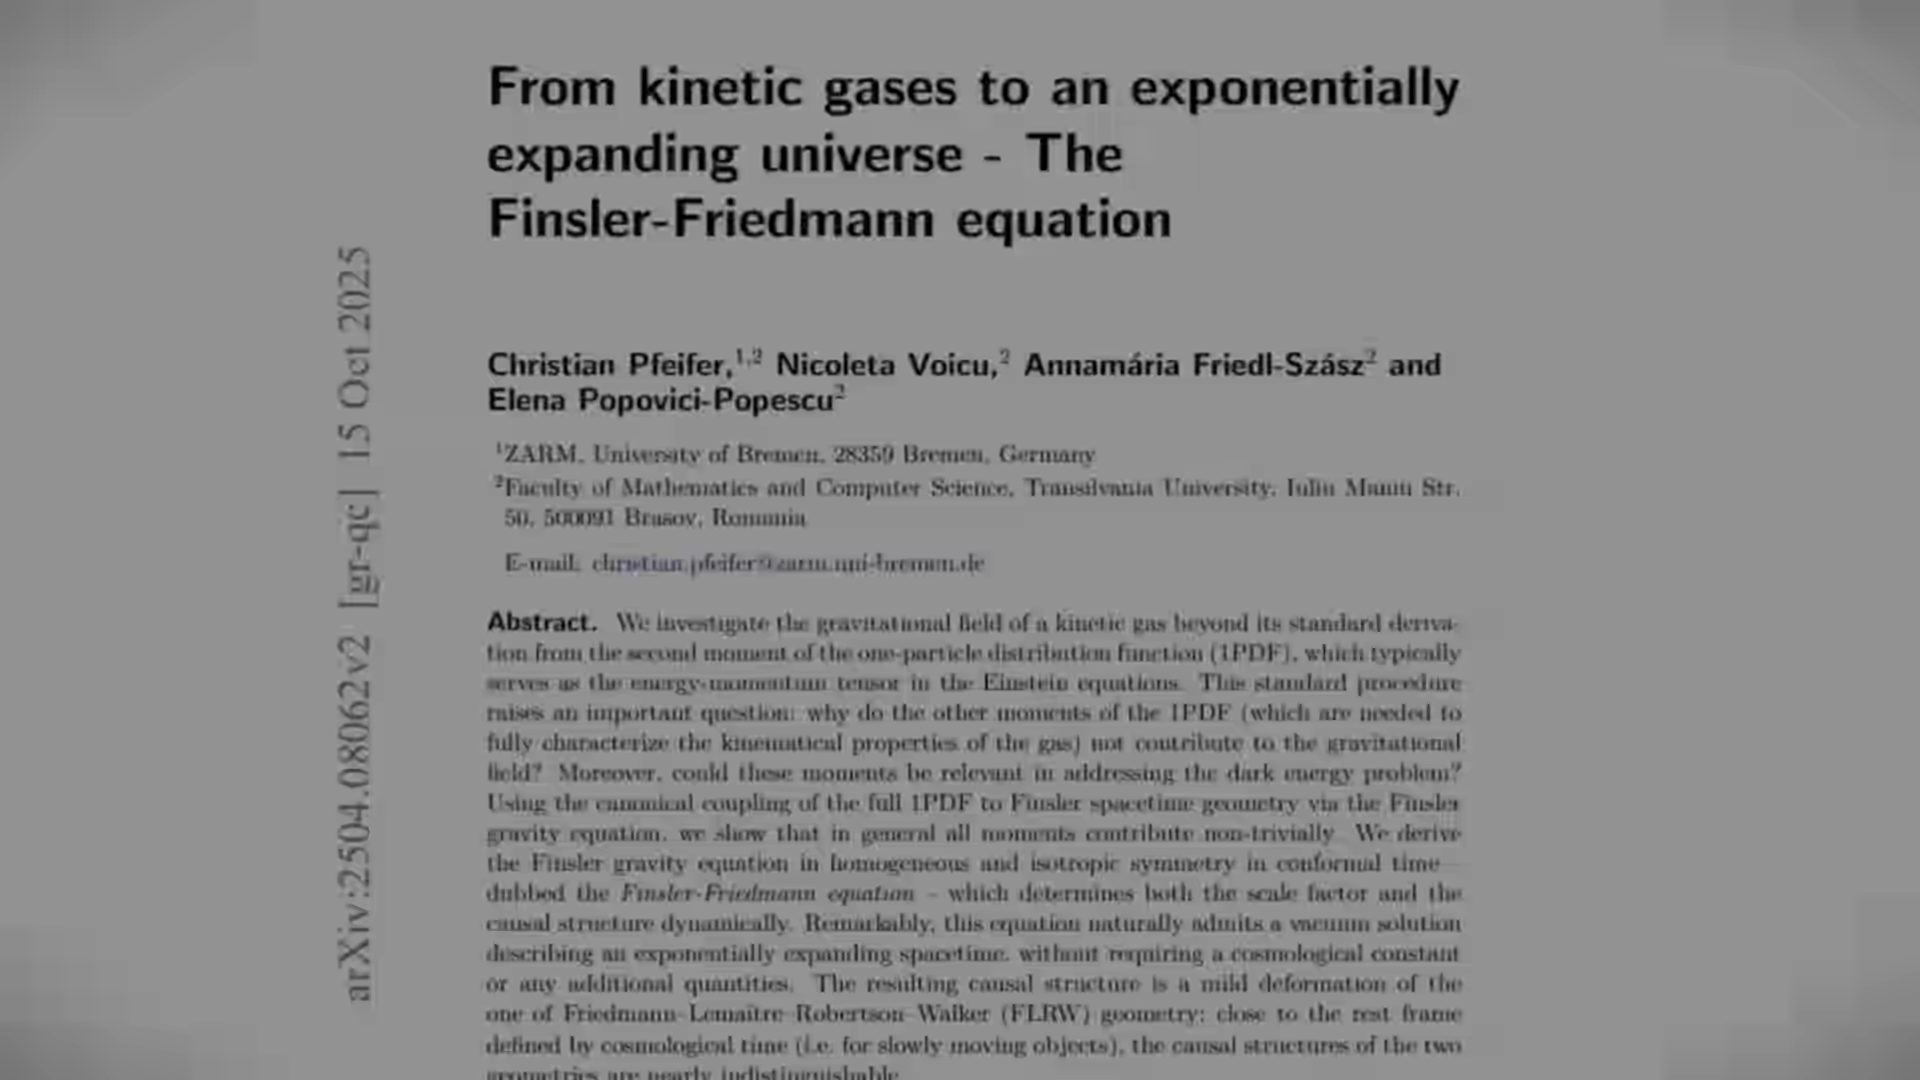 From kinetic gases to an exponentially
expanding universe - The
Finsler-Friedmann equation
arXiv:2504.08062v2 [gr-qc] 15 Oct 2025
Christian Pfeifer,1,2 Nicoleta Voicu,2 Annamária Friedl-Szász2 and
Elena Popovici-Popescu2
1ZARM, University of Bremen, 28359 Bremen, Germany
2Faculty of Mathematics and Computer Science, Transilvania University, Iuliu Maniu Str.
50, 500091 Brasov, Romania
E-mail: christian.pfeifer@zarm.uni-bremen.de
Abstract. We investigate the gravitational field of a kinetic gas beyond its standard deriva-
tion from the second moment of the one-particle distribution function (1PDF), which typically
serves as the energy-momentum tensor in the Einstein equations. This standard procedure
raises an important question: why do the other moments of the 1PDF (which are needed to
fully characterize the kinematical properties of the gas) not contribute to the gravitational
field? Moreover, could these moments be relevant in addressing the dark energy problem?
Using the canonical coupling of the full 1PDF to Finsler spacetime geometry via the Finsler
gravity equation, we show that in general all moments contribute non-trivially. We derive
the Finsler gravity equation in homogeneous and isotropic symmetry in conformal time–
dubbed the Finsler-Friedmann equation – which determines both the scale factor and the
causal structure dynamically. Remarkably, this equation naturally admits a vacuum solution
describing an exponentially expanding spacetime, without requiring a cosmological constant
or any additional quantities. The resulting causal structure is a mild deformation of the
one of Friedmann-Lemaître-Robertson-Walker (FLRW) geometry; close to the rest frame
defined by cosmological time (i.e. for slowly moving objects), the causal structures of the two
geometries are nearly indistinguishable.